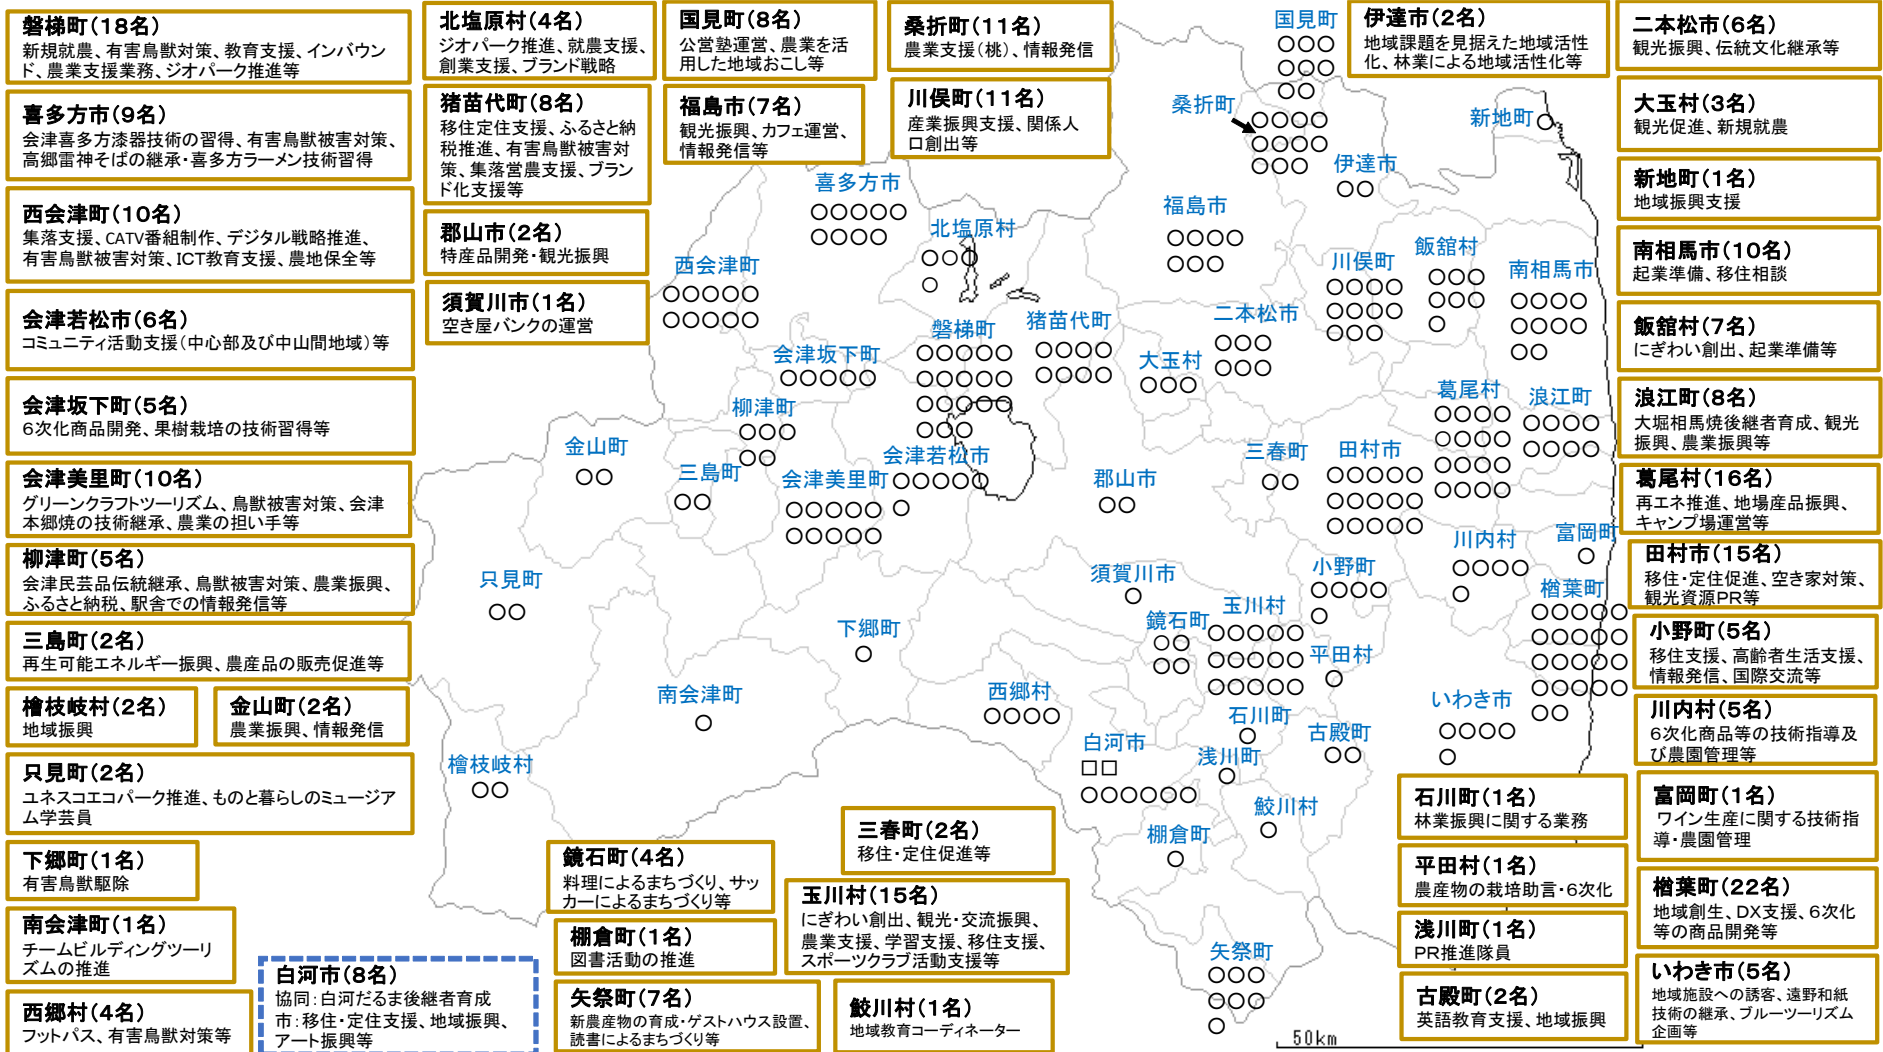 磐梯町(18名)
新規就農、有害鳥獣対策、教育支援、インバウン
ド、農業支援業務、ジオパーク推進等
喜多方市(9名)
会津喜多方漆器技術の習得、有害鳥獣被害対策、
高郷雷神そばの継承・喜多方ラーメン技術習得
西会津町(10名)
集落支援、CATV番組制作、デジタル戦略推進、
有害鳥獣被害対策、ICT教育支援、農地保全等
会津若松市(6名)
コミュニティ活動支援(中心部及び中山間地域)等
会津坂下町(5名)
6次化商品開発、果樹栽培の技術習得等
会津美里町(10名)
グリーンクラフトツーリズム、鳥獣被害対策、会津
本郷焼の技術継承、農業の担い手等
柳津町(5名)
会津民芸品伝統継承、鳥獣被害対策、農業振興、
ふるさと納税、駅舎での情報発信等
三島町(2名)
再生可能エネルギー振興、農産品の販売促進等
檜枝岐村(2名)
地域振興
金山町(2名)
農業振興、情報発信
只見町(2名)
ユネスコエコパーク推進、ものと暮らしのミュージア
ム学芸員
下郷町(1名)
有害鳥獣駆除
南会津町(1名)
チームビルディングツーリ
ズムの推進
西郷村(4名)
フットパス、有害鳥獣対策等
北塩原村(4名)
ジオパーク推進、就農支援、
創業支援、ブランド戦略
猪苗代町(8名)
移住定住支援、ふるさと納
税推進、有害鳥獣被害対
策、集落営農支援、ブラン
ド化支援等
郡山市(2名)
特産品開発・観光振興
須賀川市(1名)
空き屋バンクの運営
国見町(8名)
公営塾運営、農業を活
用した地域おこし等
福島市(7名)
観光振興、カフェ運営、
情報発信等
桑折町(11名)
農業支援(桃)、情報発信
川俣町(11名)
産業振興支援、関係人
口創出等
伊達市(2名)
地域課題を見据えた地域活性
化、林業による地域活性化等
二本松市(6名)
観光振興、伝統文化継承等
大玉村(3名)
観光促進、新規就農
新地町(1名)
地域振興支援
南相馬市(10名)
起業準備、移住相談
飯舘村(7名)
にぎわい創出、起業準備等
浪江町(8名)
大堀相馬焼後継者育成、観光
振興、農業振興等
葛尾村(16名)
再エネ推進、地場産品振興、
キャンプ場運営等
田村市(15名)
移住・定住促進、空き家対策、
観光資源PR等
小野町(5名)
移住支援、高齢者生活支援、
情報発信、国際交流等
川内村(5名)
6次化商品等の技術指導及
び農園管理等
富岡町(1名)
ワイン生産に関する技術指
導・農園管理
楢葉町(22名)
地域創生、DX支援、6次化
等の商品開発等
いわき市(5名)
地域施設への誘客、遠野和紙
技術の継承、ブルーツーリズム
企画等
石川町(1名)
林業振興に関する業務
平田村(1名)
農産物の栽培助言・6次化
浅川町(1名)
PR推進隊員
古殿町(2名)
英語教育支援、地域振興
三春町(2名)
移住・定住促進等
玉川村(15名)
にぎわい創出、観光・交流振興、
農業支援、学習支援、移住支援、
スポーツクラブ活動支援等
鮫川村(1名)
地域教育コーディネーター
鏡石町(4名)
料理によるまちづくり、サッ
カーによるまちづくり等
棚倉町(1名)
図書活動の推進
矢祭町(7名)
新農産物の育成・ゲストハウス設置、
読書によるまちづくり等
白河市(8名)
協同:白河だるま後継者育成
市:移住・定住支援、地域振興、
アート振興等
国見町
桑折町
新地町
伊達市
喜多方市
福島市
北塩原村
飯舘村
西会津町
川俣町
南相馬市
磐梯町
猪苗代町
二本松市
会津坂下町
大玉村
柳津町
葛尾村
浪江町
金山町
三島町
会津美里町
会津若松市
郡山市
三春町
田村市
富岡町
川内村
只見町
須賀川市
小野町
楢葉町
下郷町
鏡石町
玉川村
平田村
南会津町
西郷村
石川町
いわき市
白河市
浅川町
古殿町
檜枝岐村
鮫川村
棚倉町
矢祭町
50km